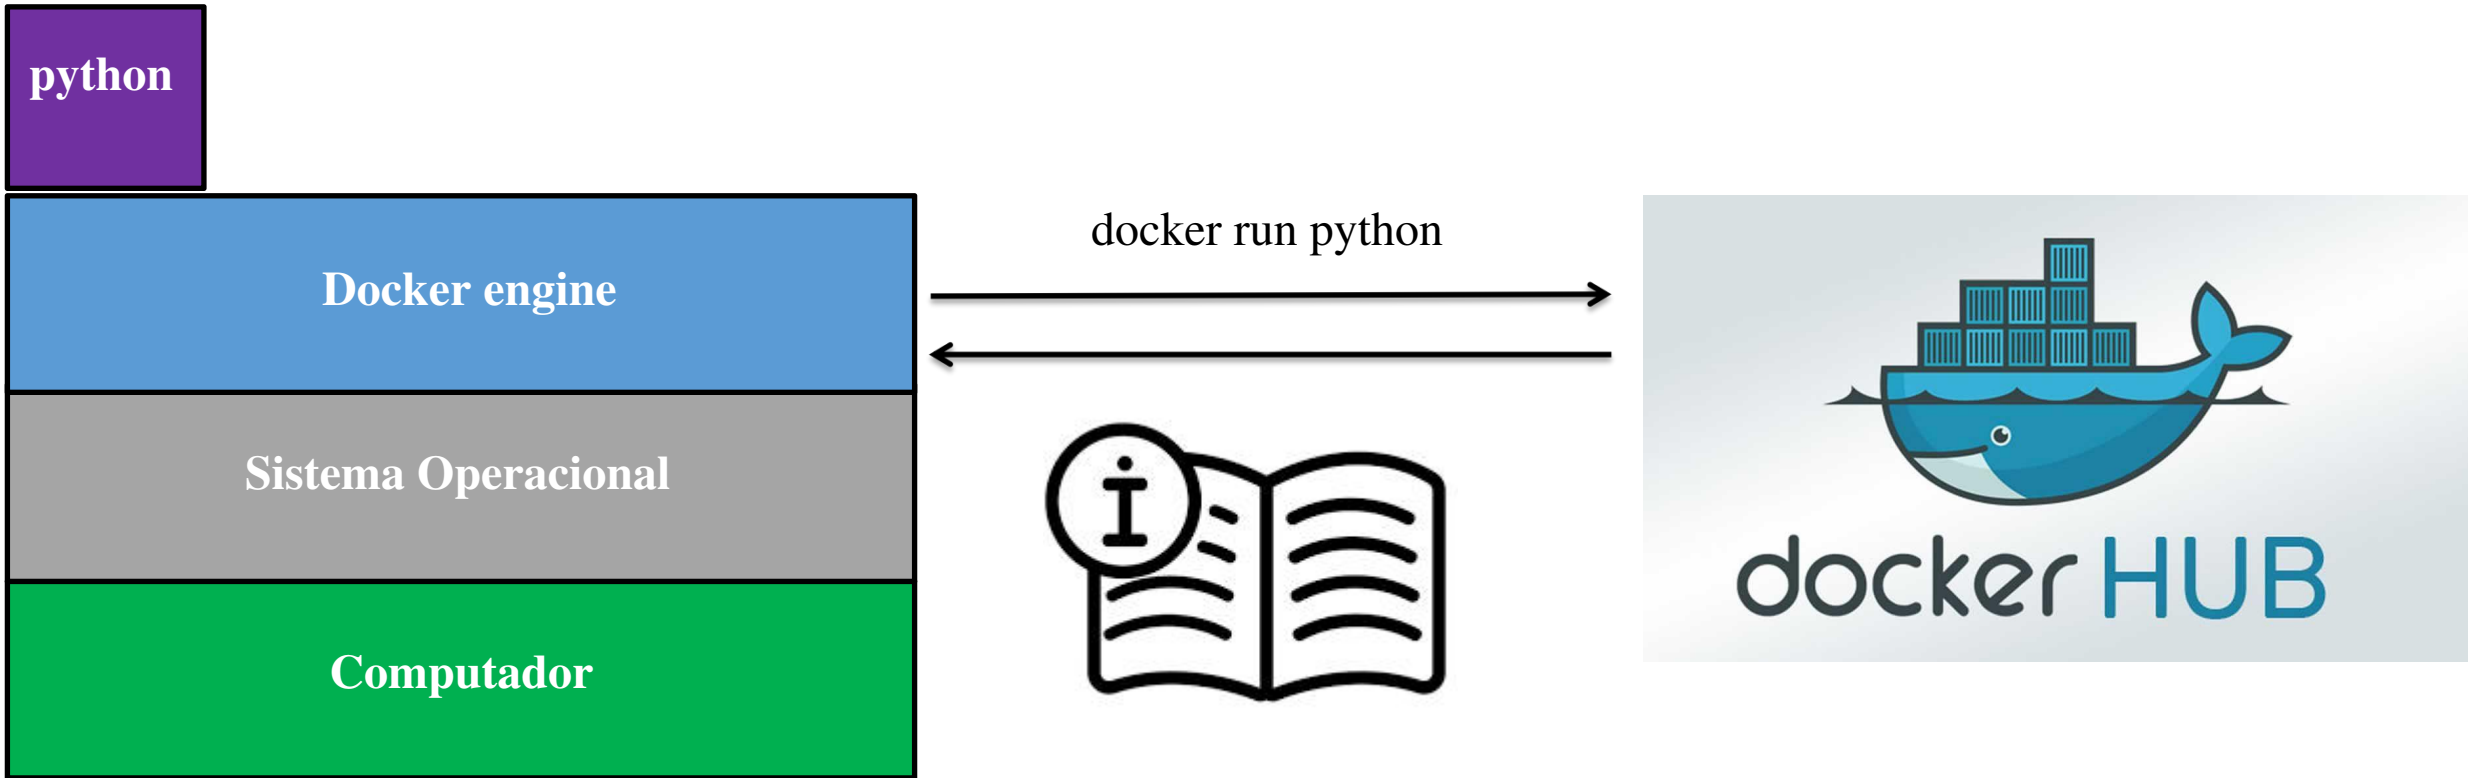 python
Docker engine
Sistema Operacional
Computador
docker run python
i
docker HUB